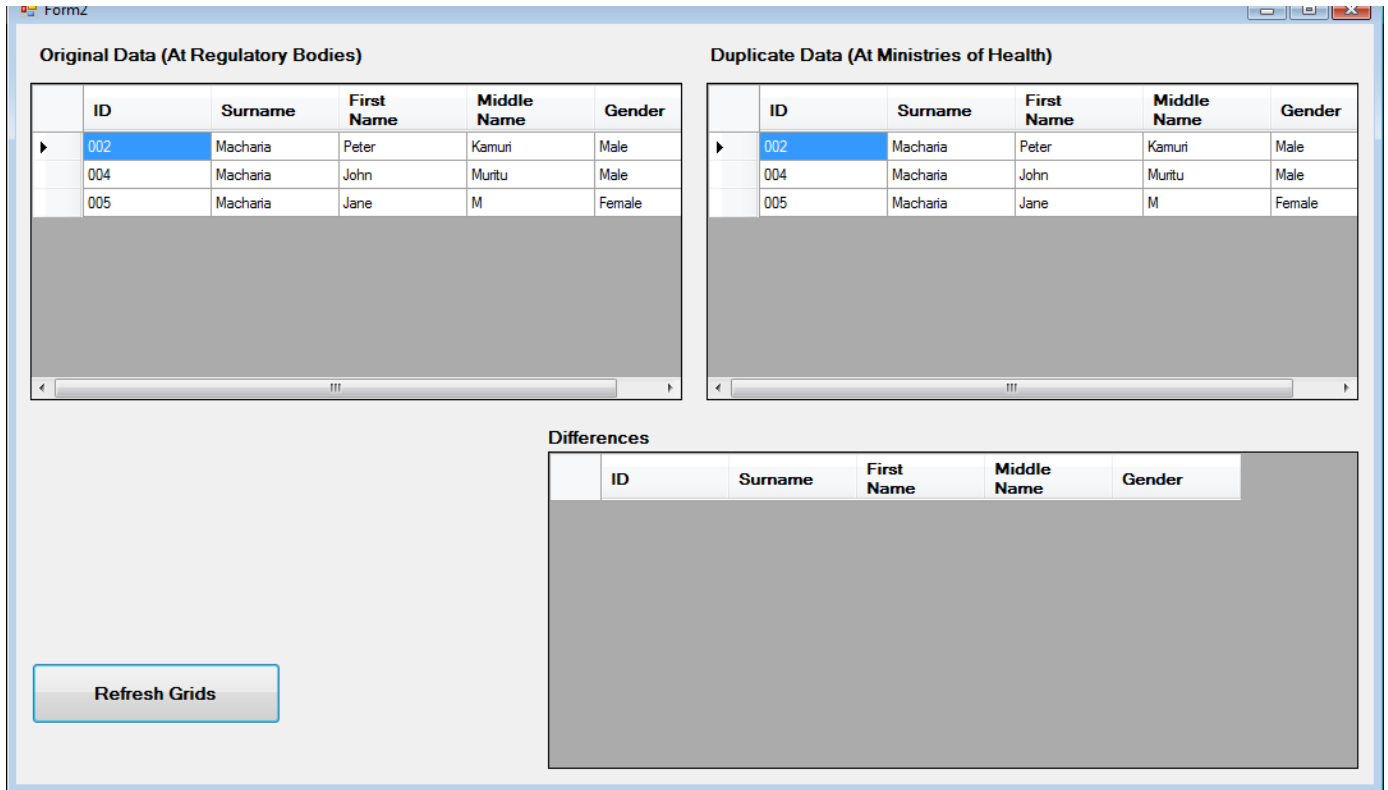 Form2
Original Data (At Regulatory Bodies)
Duplicate Data (At Ministries of Health)
ID Surname First Name Middle Name Gender
002 Macharia Peter Kamuri Male
004 Macharia John Muritu Male
005 Macharia Jane M Female
ID Surname First Name Middle Name Gender
002 Macharia Peter Kamuri Male
004 Macharia John Muritu Male
005 Macharia Jane M Female
Differences
ID Surname First Name Middle Name Gender
Refresh Grids